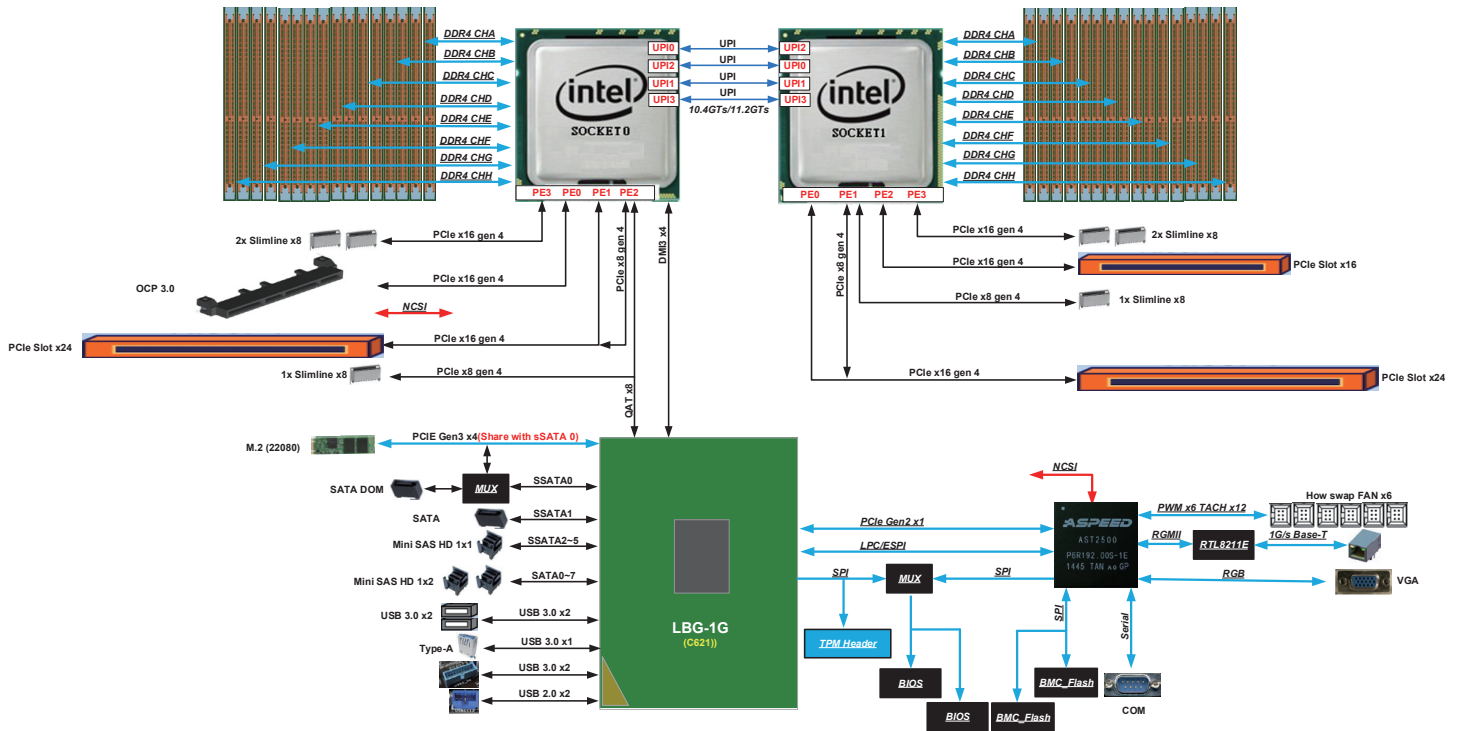 DDR4 CHA
DDR4 CHB
DDR4 CHC
DDR4 CHD
DDR4 CHE
DDR4 CHF
DDR4 CHG
DDR4 CHH
intel
SOCKET0
UPI0
UPI2
UPI1
UPI3
PE3 PE0 PE1 PE2
UPI
UPI
UPI
UPI
10.4GTs/11.2GTs
UPI2
UPI0
UPI1
UPI3
intel
SOCKET1
PE0 PE1 PE2 PE3
DDR4 CHA
DDR4 CHB
DDR4 CHC
DDR4 CHD
DDR4 CHE
DDR4 CHF
DDR4 CHG
DDR4 CHH
2x Slimline x8
PCIe x16 gen 4
OCP 3.0
PCIe x16 gen 4
NCSI
PCIe Slot x24
PCIe x16 gen 4
1x Slimline x8
PCIe x8 gen 4
PCIe x8 gen 4
DMI3 x4
QAT x8
PCIe x8 gen 4
PCIe x16 gen 4
2x Slimline x8
PCIe x16 gen 4
PCIe Slot x16
PCIe x8 gen 4
1x Slimline x8
PCIe x16 gen 4
PCIe Slot x24
M.2 (22080)
PCIE Gen3 x4(Share with sSATA 0)
SATA DOM
MUX
SSATA0
SATA
SSATA1
Mini SAS HD 1x1
SSATA2~5
Mini SAS HD 1x2
SATA0~7
USB 3.0 x2
USB 3.0 x2
Type-A
USB 3.0 x1
USB 3.0 x2
USB 2.0 x2
LBG-1G
(C621))
PCIe Gen2 x1
LPC/ESPI
SPI
MUX
SPI
TPM Header
BIOS
BIOS
NCSI
ASPEED
AST2500
P6R192.00S-1E
1445 TAN A0 GP
PWM x6 TACH x12
How swap FAN x6
RGMII
RTL8211E
1G/s Base-T
RGB
VGA
SPI
Serial
BMC_Flash
BMC_Flash
COM